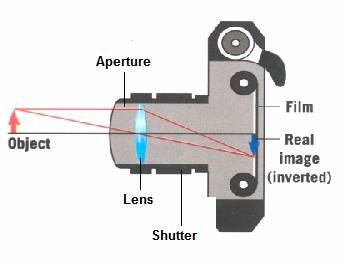 Aperture
Film
Object
Real
image
(inverted)
Lens
Shutter